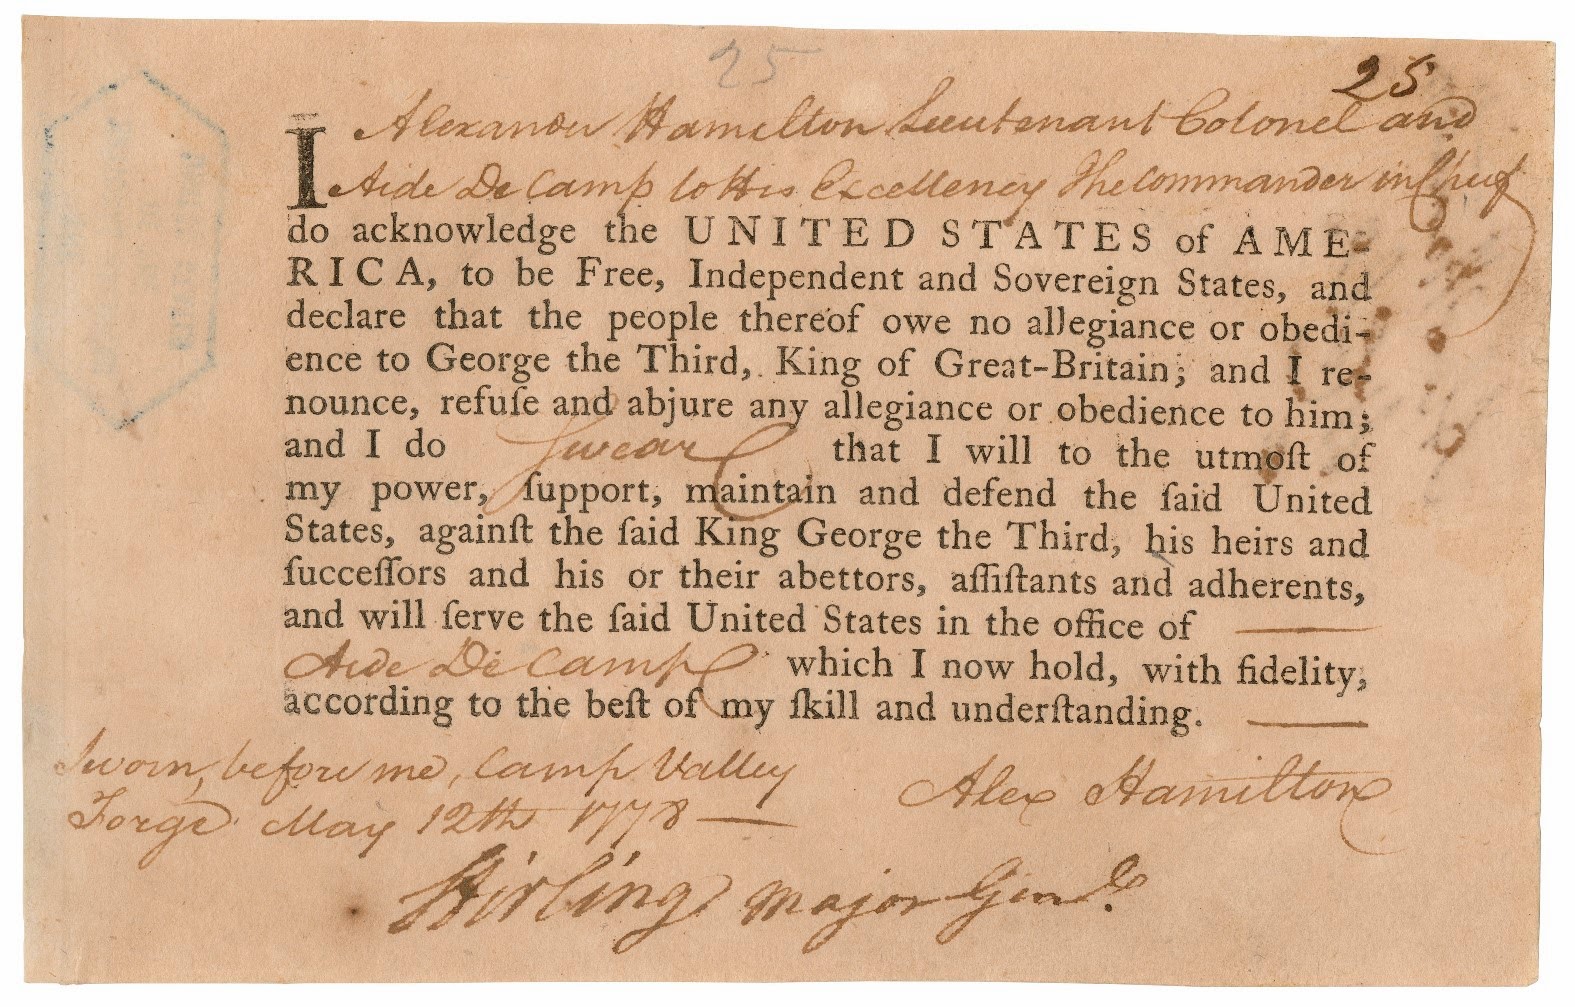 25
25
I Alexander Hamilton Lieutenant Colonel and
Aide De Camp to His Excellency The Commander in Chief
do acknowledge the UNITED STATES of AME-
RICA, to be Free, Independent and Sovereign States, and
declare that the people thereof owe no allegiance or obedi-
ence to George the Third, King of Great-Britain; and I re-
nounce, refuſe and abjure any allegiance or obedience to him;
and I do Swear that I will to the utmoſt of
my power, ſupport, maintain and defend the ſaid United
States, againſt the ſaid King George the Third, his heirs and
ſucceſſors and his or their abettors, aſſiſtants and adherents,
and will ſerve the ſaid United States in the office of —
Aide De Camp which I now hold, with fidelity,
according to the beſt of my ſkill and underſtanding. —
Sworn, before me, Camp Valley
Forge May 12th 1778 —
Alex Hamilton
Stirling, Major Genl.